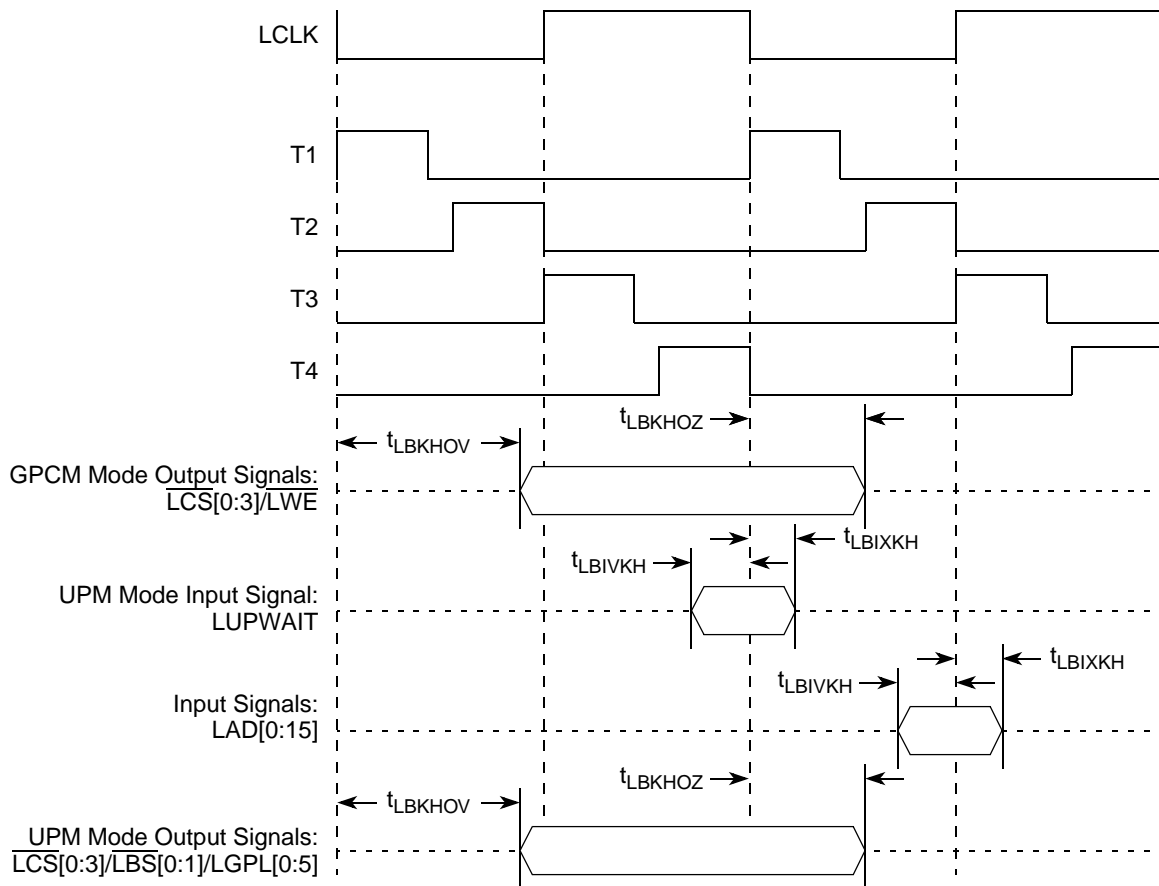 LCLK
T1
T2
T3
T4
tLBKHOZ
tLBKHOV
GPCM Mode Output Signals:
LCS[0:3]/LWE
tLBIXKH
tLBIVKH
UPM Mode Input Signal:
LUPWAIT
tLBIXKH
tLBIVKH
Input Signals:
LAD[0:15]
tLBKHOZ
tLBKHOV
UPM Mode Output Signals:
LCS[0:3]/LBS[0:1]/LGPL[0:5]